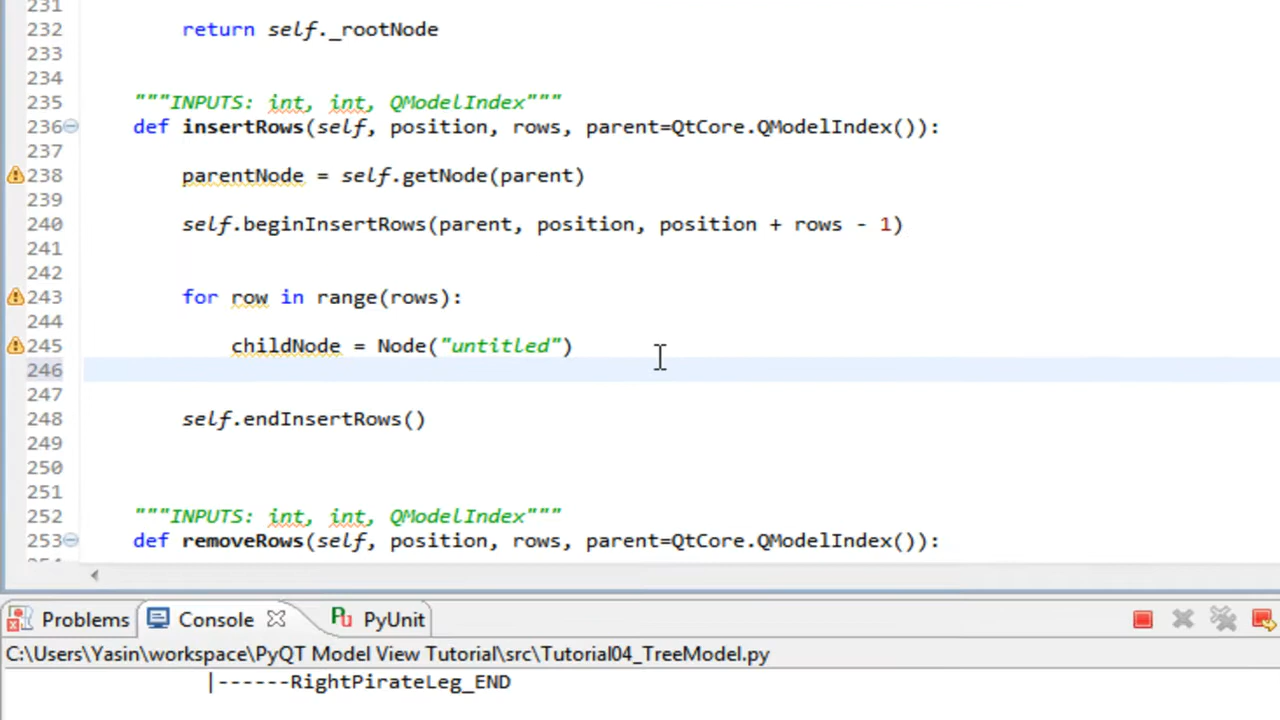 231
232 return self._rootNode
233
234
235 """INPUTS: int, int, QModelIndex"""
236 def insertRows(self, position, rows, parent=QtCore.QModelIndex()):
237
238 parentNode = self.getNode(parent)
239
240 self.beginInsertRows(parent, position, position + rows - 1)
241
242
243 for row in range(rows):
244
245 childNode = Node("untitled")
246
247
248 self.endInsertRows()
249
250
251
252 """INPUTS: int, int, QModelIndex"""
253 def removeRows(self, position, rows, parent=QtCore.QModelIndex()):
Problems Console PyUnit
C:\Users\Yasin\workspace\PyQT Model View Tutorial\src\Tutorial04_TreeModel.py
|------RightPirateLeg_END